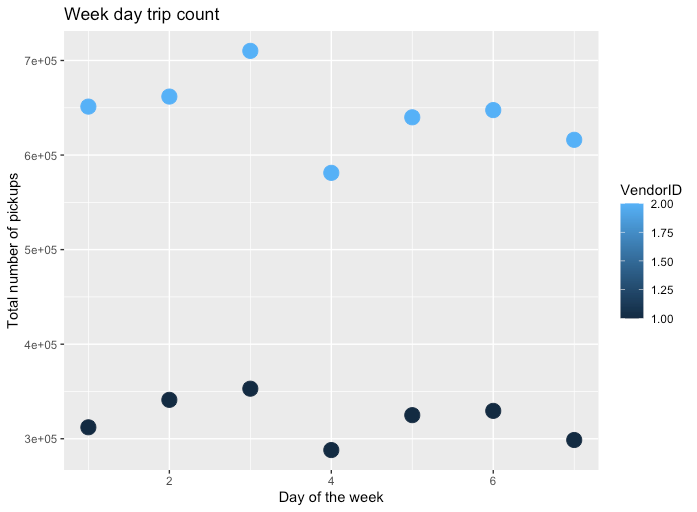 Week day trip count
Total number of pickups
7e+05
6e+05
5e+05
4e+05
3e+05
2
4
6
Day of the week
VendorID
2.00
1.75
1.50
1.25
1.00